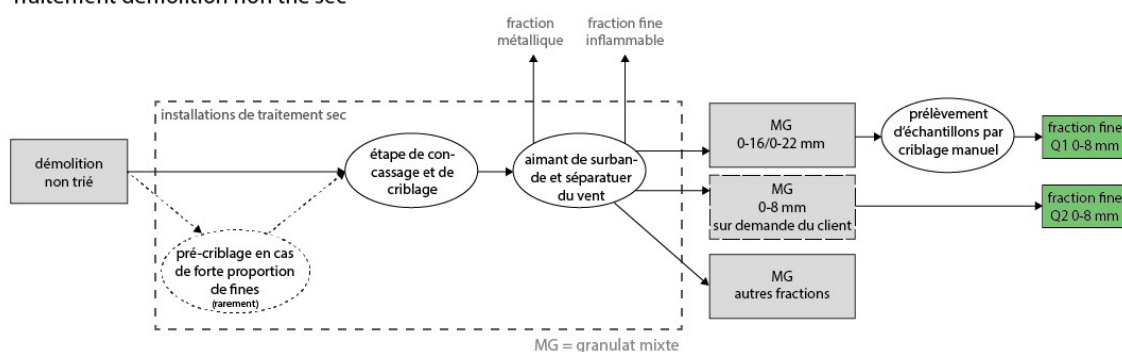 Traitement démolition non trié sec
fraction
métallique
fraction fine
inflammable
installations de traitement sec
démolition
non trié
étape de con-
cassage et de
criblage
aimant de surban-
de et séparatuer
du vent
pré-criblage en cas
de forte proportion
de fines
(rarement)
MG
0-16/0-22 mm
prélèvement
d'échantillons par
criblage manuel
fraction fine
Q1 0-8 mm
MG
0-8 mm
sur demande du client
fraction fine
Q2 0-8 mm
MG
autres fractions
MG = granulat mixte